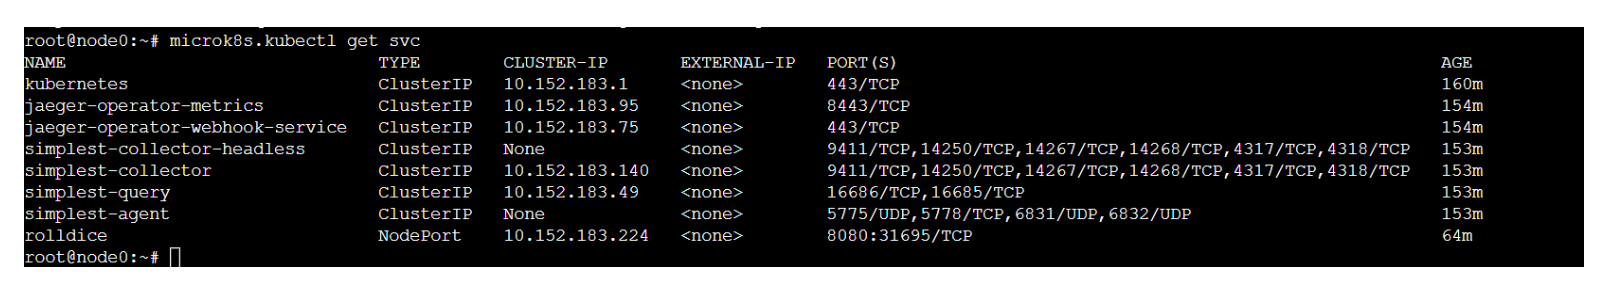 root@node0:~# microk8s.kubectl get svc
NAME TYPE CLUSTER-IP EXTERNAL-IP PORT(S) AGE
kubernetes ClusterIP 10.152.183.1 <none> 443/TCP 160m
jaeger-operator-metrics ClusterIP 10.152.183.95 <none> 8443/TCP 154m
jaeger-operator-webhook-service ClusterIP 10.152.183.75 <none> 443/TCP 154m
simplest-collector-headless ClusterIP None <none> 9411/TCP,14250/TCP,14267/TCP,14268/TCP,4317/TCP,4318/TCP 153m
simplest-collector ClusterIP 10.152.183.140 <none> 9411/TCP,14250/TCP,14267/TCP,14268/TCP,4317/TCP,4318/TCP 153m
simplest-query ClusterIP 10.152.183.49 <none> 16686/TCP,16685/TCP 153m
simplest-agent ClusterIP None <none> 5775/UDP,5778/TCP,6831/UDP,6832/UDP 153m
rolldice NodePort 10.152.183.224 <none> 8080:31695/TCP 64m
root@node0:~#